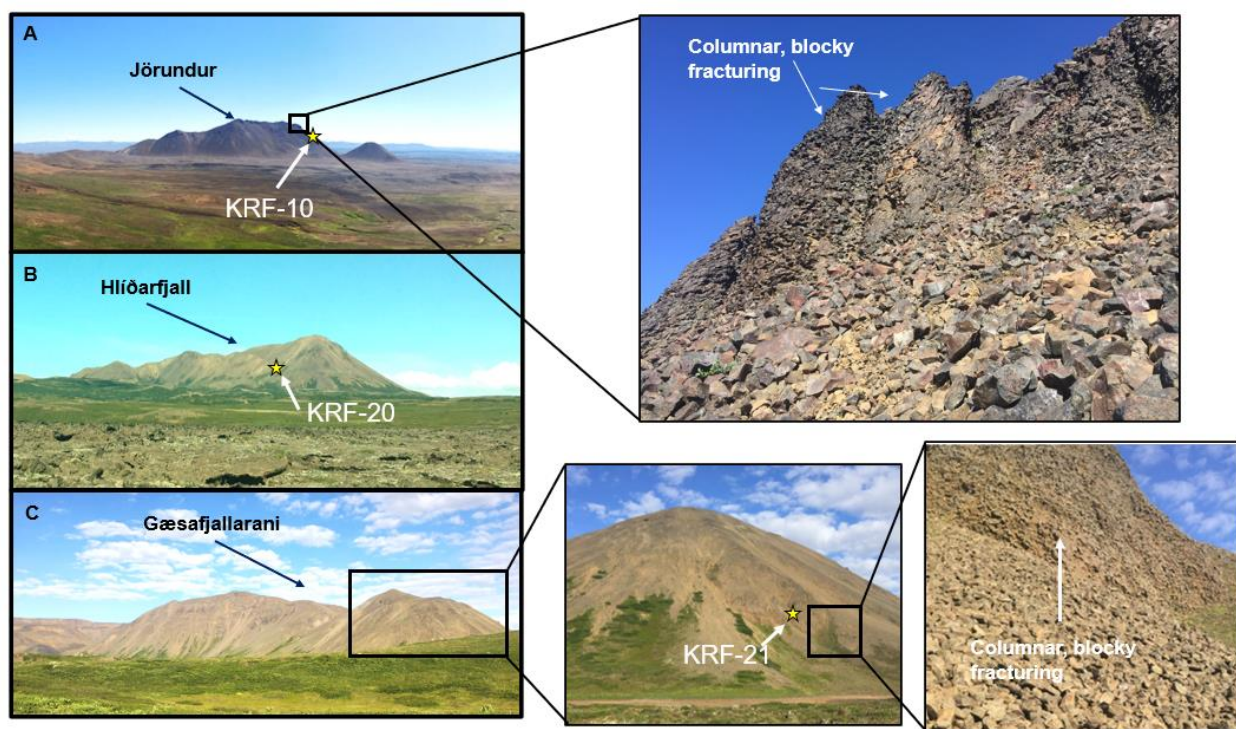 A
Jörundur
KRF-10
Columnar, blocky
fracturing
B
Hlíðarfjall
KRF-20
C
Gæsafjallarani
KRF-21
Columnar, blocky
fracturing